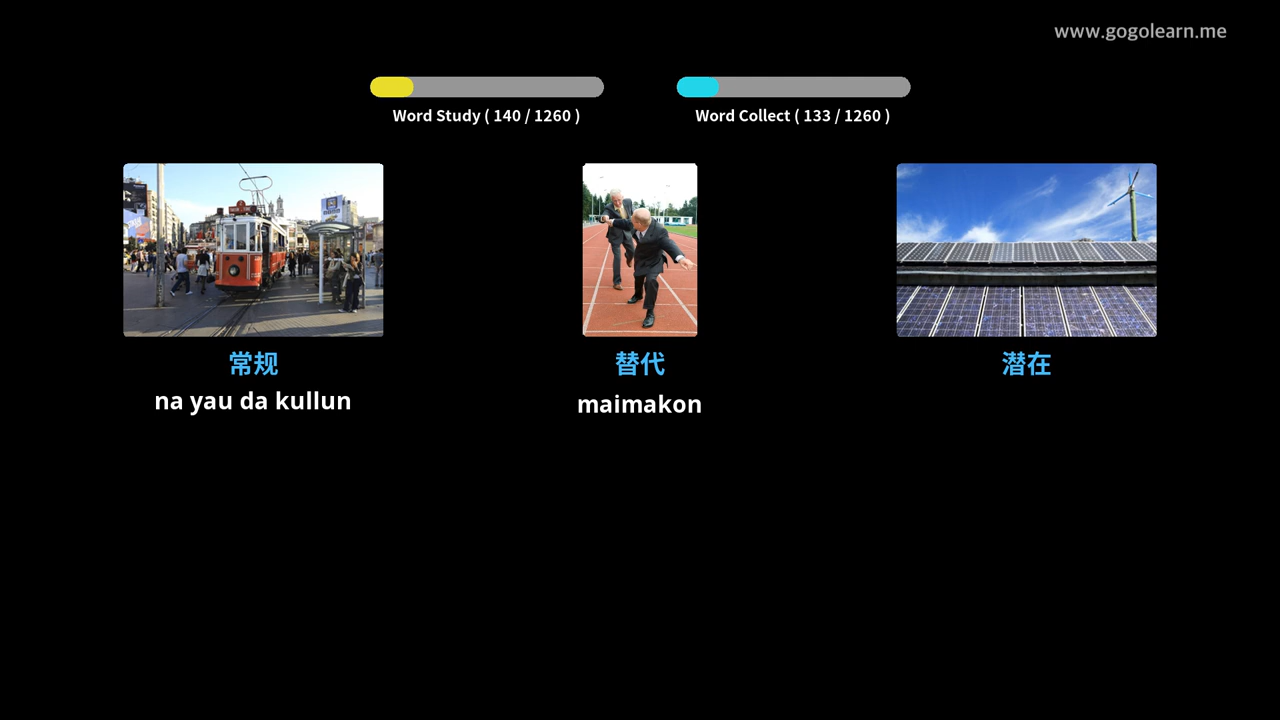 www.gogolearn.me
Word Study ( 140 / 1260 )
Word Collect ( 133 / 1260 )
常规
替代
潜在
na yau da kullun
maimakon